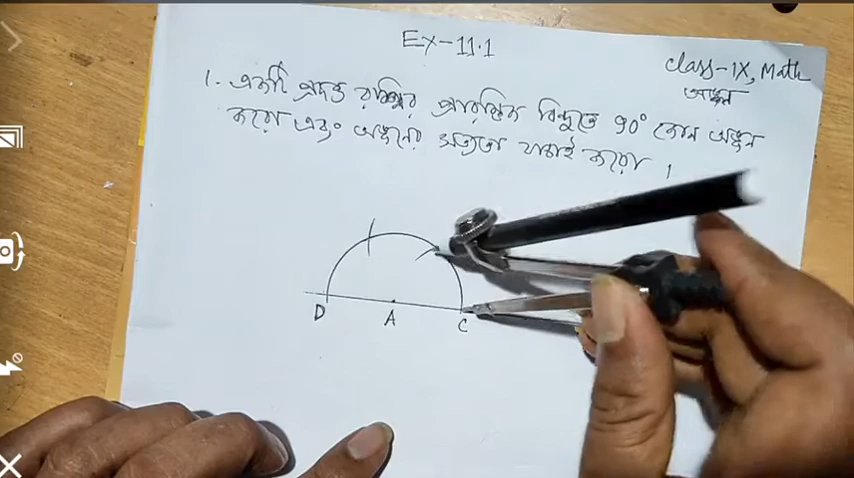 Ex-11.1
Class-IX, Math
অঙ্কন
1. একটি প্রদত্ত রশ্মির প্রারম্ভিক বিন্দুতে 90° কোন অঙ্কন
করো এবং অঙ্কনের সত্যতা যাচাই করো।
D A C